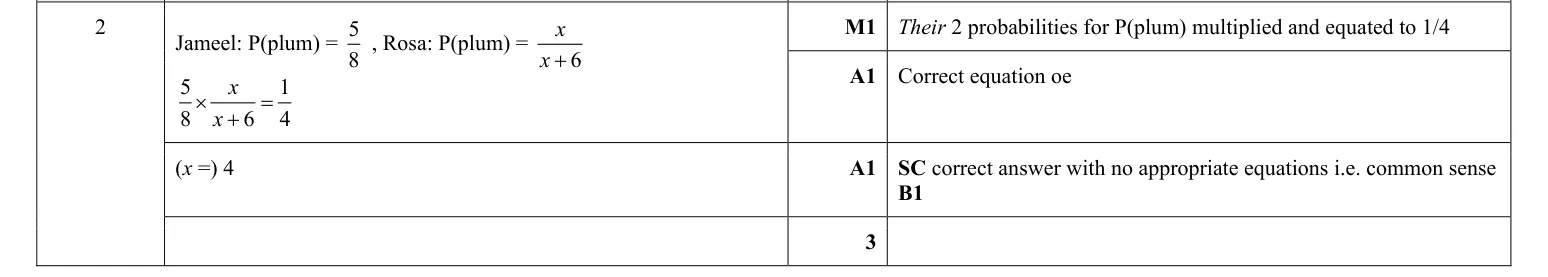 2
Jameel: P(plum) = 5/8 , Rosa: P(plum) = x/(x + 6)
M1 Their 2 probabilities for P(plum) multiplied and equated to 1/4
5/8 × x/(x + 6) = 1/4
A1 Correct equation oe
(x =) 4
A1 SC correct answer with no appropriate equations i.e. common sense
B1
3